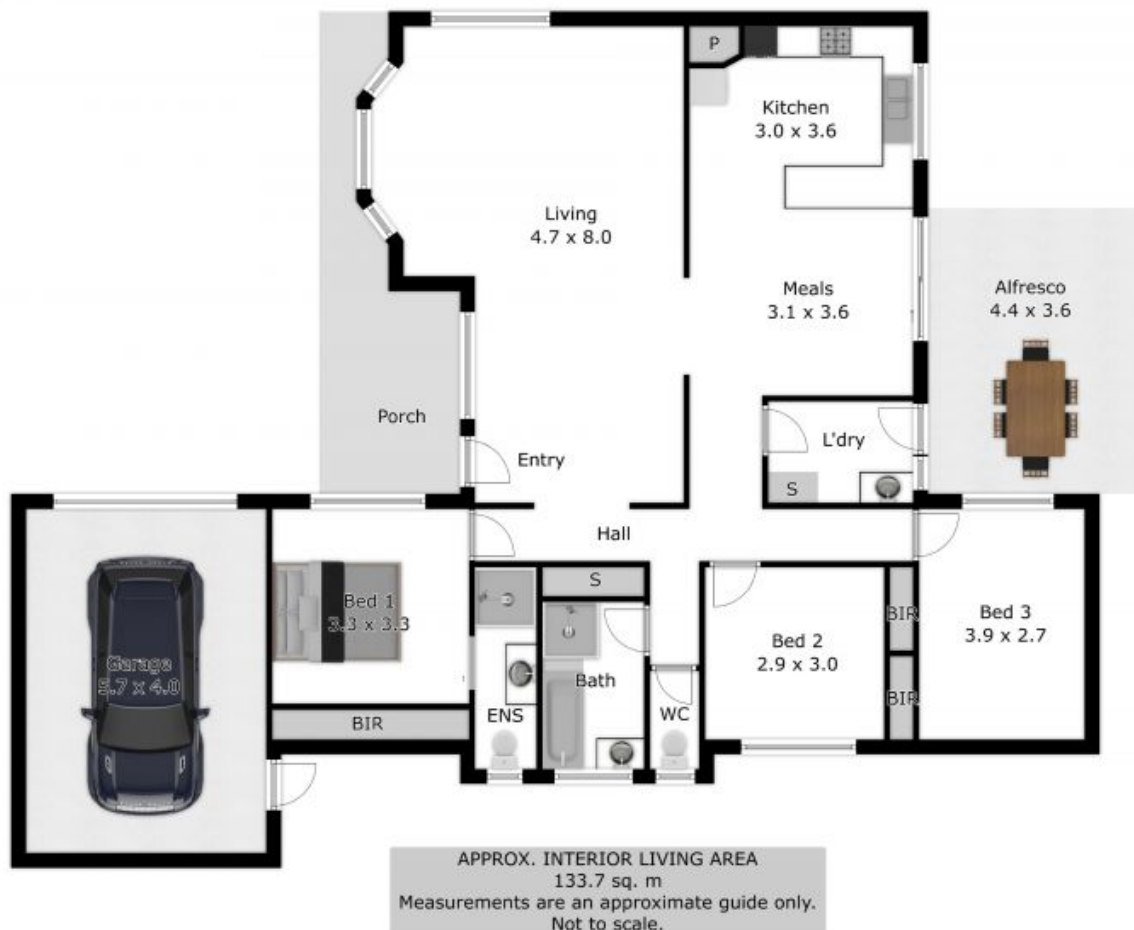 P
Kitchen
3.0 x 3.6
Living
4.7 x 8.0
Meals
3.1 x 3.6
Alfresco
4.4 x 3.6
Porch
Entry
L'dry
S
Hall
S
Bed 1
3.3 x 3.3
BIR
Bed 3
3.9 x 2.7
Bed 2
2.9 x 3.0
Garage
5.7 x 4.0
Bath
BIR
ENS
WC
BIR
APPROX. INTERIOR LIVING AREA
133.7 sq. m
Measurements are an approximate guide only.
Not to scale.